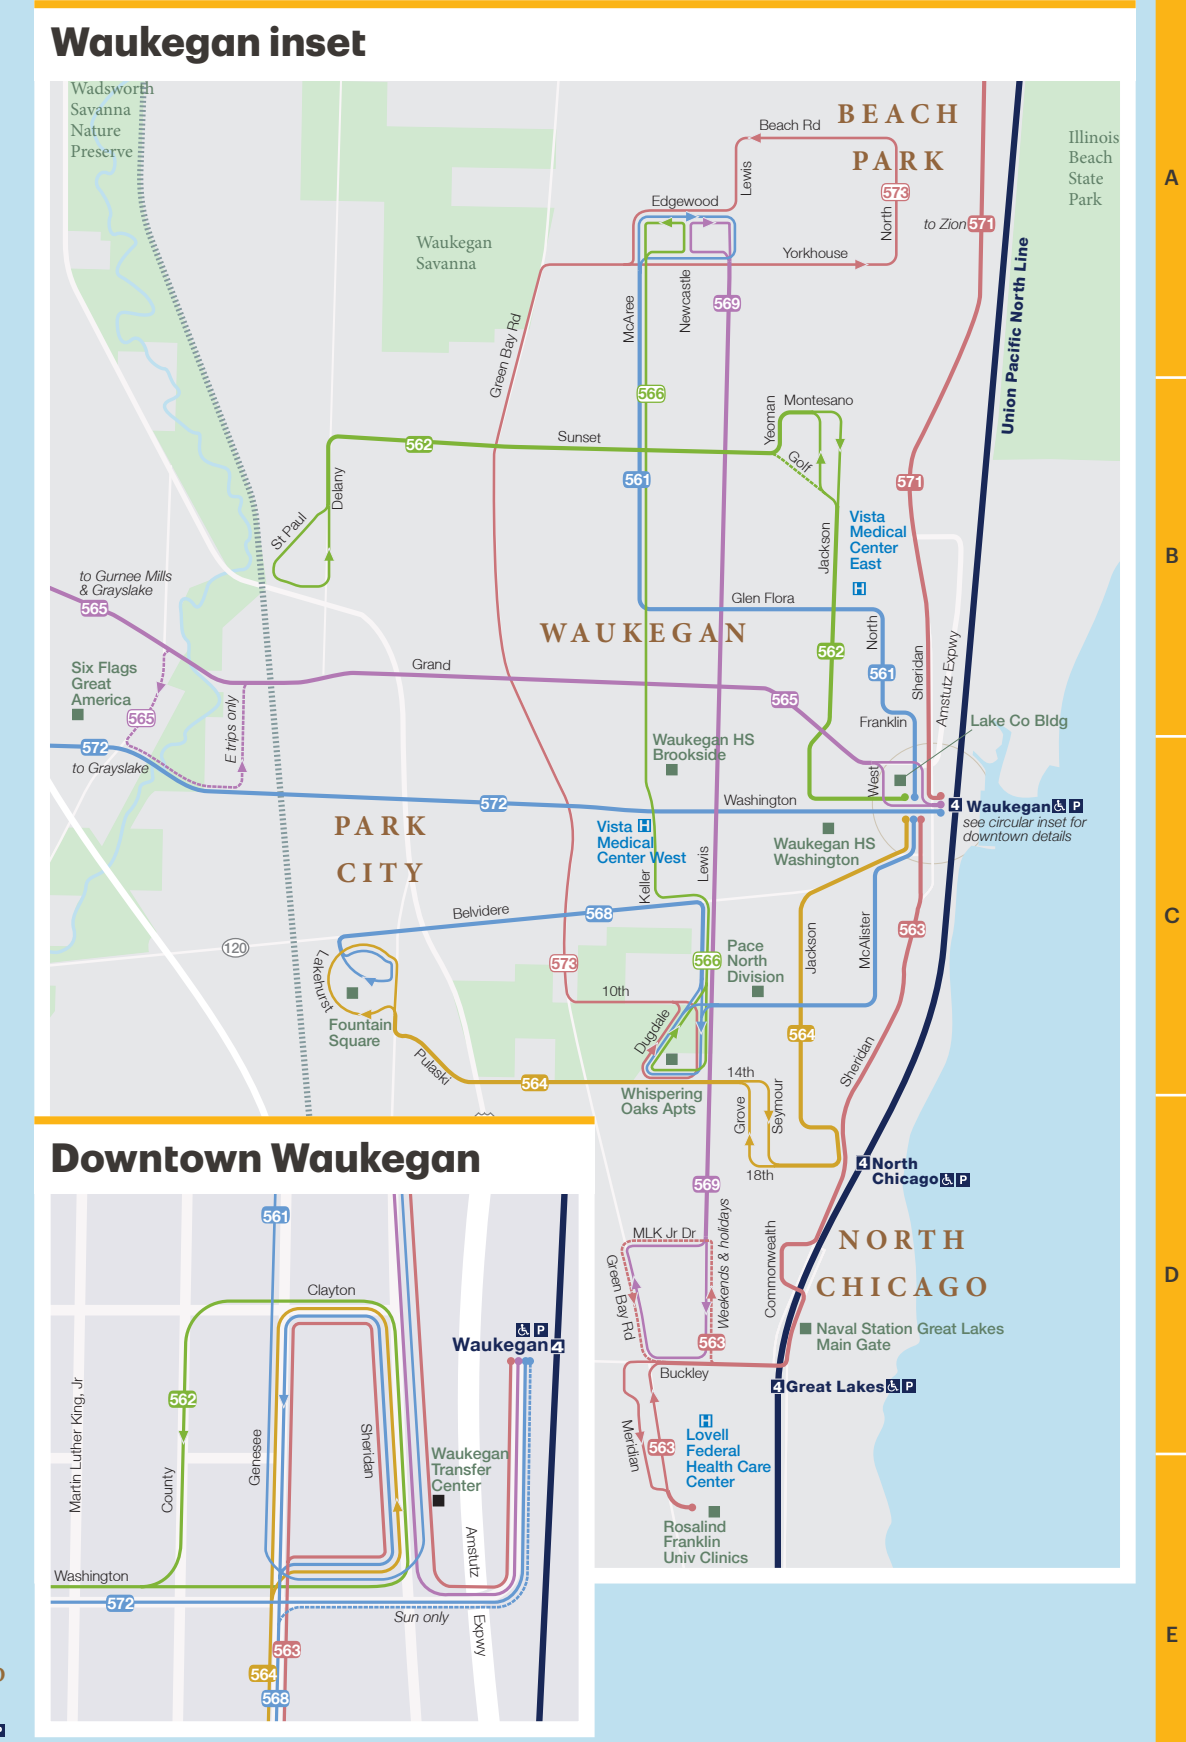 Waukegan inset
Wadsworth
Savanna
Nature
Preserve
BEACH
PARK
Illinois
Beach
State
Park
A
Beach Rd
Lewis
573
North
Edgewood
to Zion
571
Waukegan
Savanna
Yorkhouse
Union Pacific North Line
McAree
Newcastle
569
Green Bay Rd
566
Yeoman
Montesano
562
Sunset
Golf
561
571
Delany
St Paul
Jackson
Vista
Medical
Center
East
H
B
to Gurnee Mills
& Grayslake
565
Glen Flora
WAUKEGAN
North
562
561
Sheridan
Amstutz Expwy
Six Flags
Great
America
565
E trips only
Grand
565
Franklin
Lake Co Bldg
572
to Grayslake
Waukegan HS
Brookside
West
572
Washington
4 Waukegan P
see circular inset for
downtown details
PARK
CITY
Vista H
Medical
Center West
Waukegan HS
Washington
Keller
Lewis
C
Belvidere
568
120
Lakehurst
573
566
Pace
North
Division
Jackson
McAlister
563
10th
Fountain
Square
Dugdale
564
Pulaski
564
Sheridan
14th
Whispering
Oaks Apts
Grove
Seymour
18th
4 North
Chicago P
569
MLK Jr Dr
Green Bay Rd
Weekends & holidays
Commonwealth
NORTH
CHICAGO
D
563
Naval Station Great Lakes
Main Gate
Buckley
4 Great Lakes P
Meridian
563
H
Lovell
Federal
Health Care
Center
Rosalind
Franklin
Univ Clinics
E
Downtown Waukegan
561
Clayton
P
Waukegan 4
562
Martin Luther King, Jr
County
Genesee
Sheridan
Waukegan
Transfer
Center
Amstutz
Expwy
Washington
572
Sun only
563
564
568